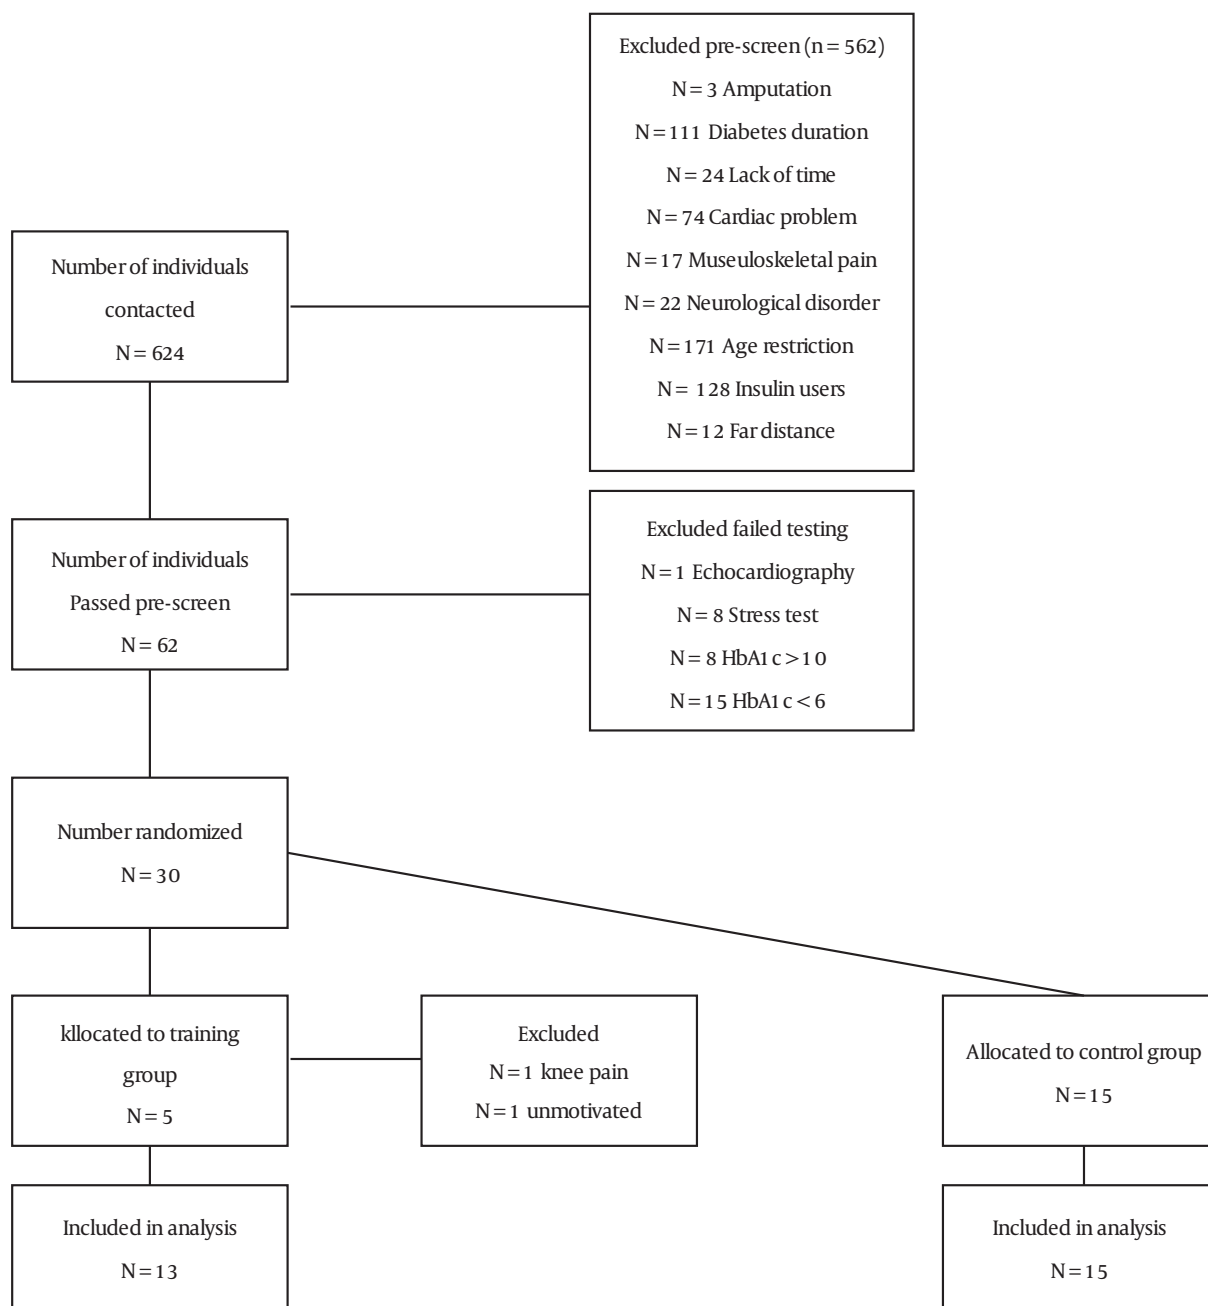 Number of individuals
contacted
N = 624
Excluded pre-screen (n = 562)
N = 3 Amputation
N = 111 Diabetes duration
N = 24 Lack of time
N = 74 Cardiac problem
N = 17 Museuloskeletal pain
N = 22 Neurological disorder
N = 171 Age restriction
N = 128 Insulin users
N = 12 Far distance
Number of individuals
Passed pre-screen
N = 62
Excluded failed testing
N = 1 Echocardiography
N = 8 Stress test
N = 8 HbA1c > 10
N = 15 HbA1c < 6
Number randomized
N = 30
kllocated to training
group
N = 5
Excluded
N = 1 knee pain
N = 1 unmotivated
Allocated to control group
N = 15
Included in analysis
N = 13
Included in analysis
N = 15